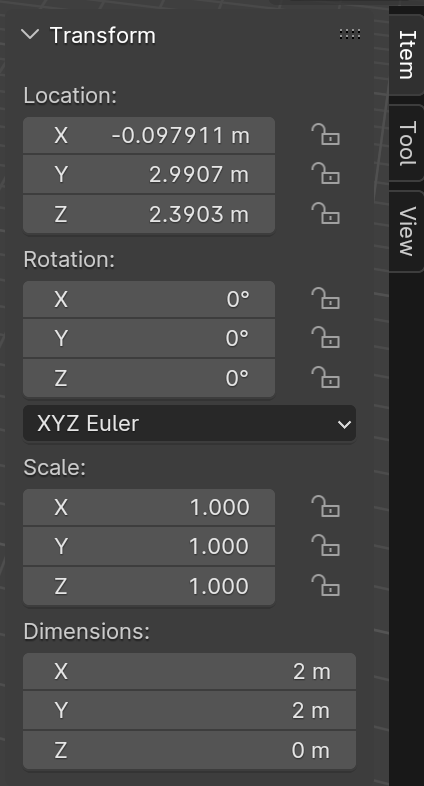 Transform
Location:
X -0.097911 m
Y 2.9907 m
Z 2.3903 m
Rotation:
X 0°
Y 0°
Z 0°
XYZ Euler
Scale:
X 1.000
Y 1.000
Z 1.000
Dimensions:
X 2 m
Y 2 m
Z 0 m
Item
Tool
View